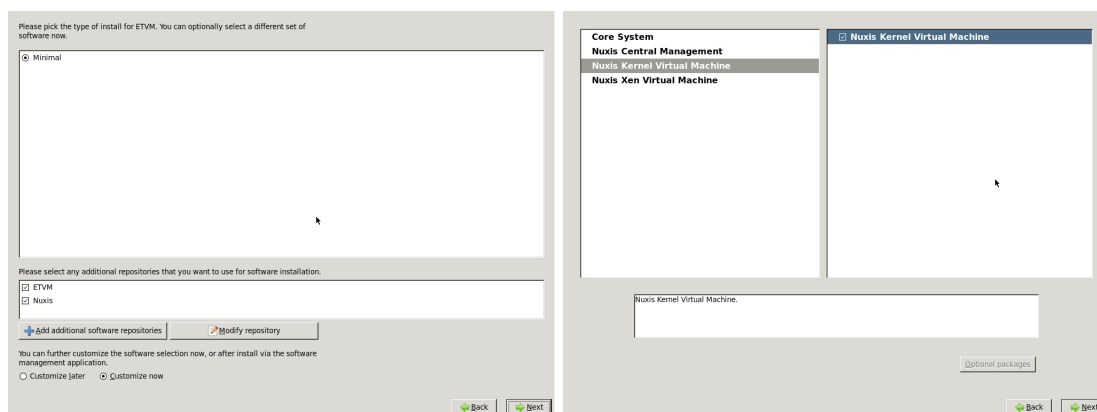 Please pick the type of install for ETVM. You can optionally select a different set of
software now.
Minimal
Please select any additional repositories that you want to use for software installation.
ETVM
Nuxis
Add additional software repositories
Modify repository
You can further customize the software selection now, or after install via the software
management application.
Customize later
Customize now
Back
Next
Core System
Nuxis Central Management
Nuxis Kernel Virtual Machine
Nuxis Xen Virtual Machine
Nuxis Kernel Virtual Machine
Nuxis Kernel Virtual Machine.
Optional packages
Back
Next